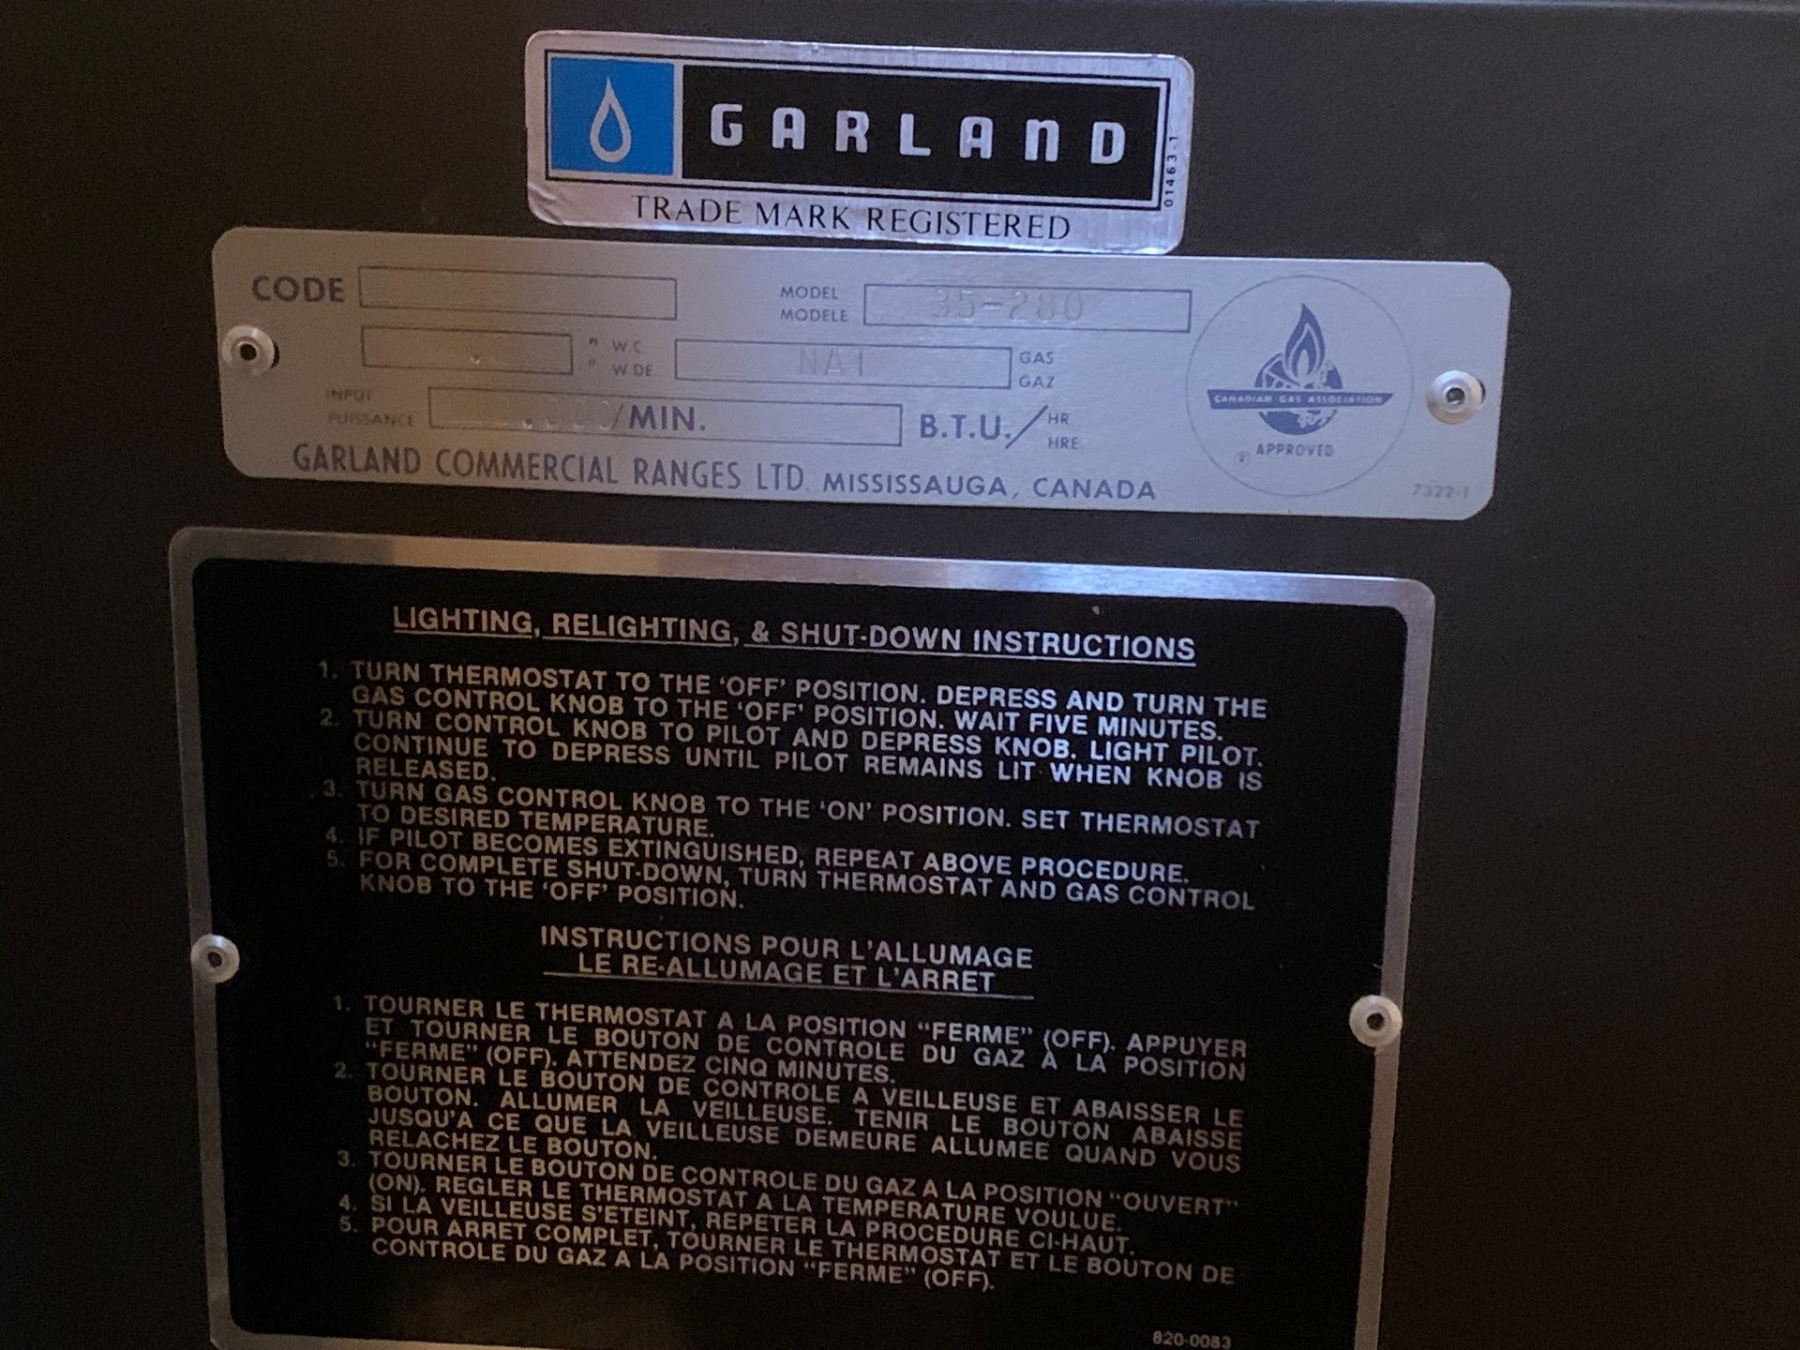 GARLAND
01463-1
TRADE MARK REGISTERED
CODE
MODEL
MODELE
35-280
" W.C
" W.DE
NAT
GAS
GAZ
INPUT
PUISSANCE
/MIN.
B.T.U./
HR
HRE
CANADIAN GAS ASSOCIATION
® APPROVED
GARLAND COMMERCIAL RANGES LTD. MISSISSAUGA, CANADA
7322-1
LIGHTING, RELIGHTING, & SHUT-DOWN INSTRUCTIONS
1. TURN THERMOSTAT TO THE 'OFF' POSITION. DEPRESS AND TURN THE
GAS CONTROL KNOB TO THE 'OFF' POSITION. WAIT FIVE MINUTES.
2. TURN CONTROL KNOB TO PILOT AND DEPRESS KNOB. LIGHT PILOT.
CONTINUE TO DEPRESS UNTIL PILOT REMAINS LIT WHEN KNOB IS
RELEASED.
3. TURN GAS CONTROL KNOB TO THE 'ON' POSITION. SET THERMOSTAT
TO DESIRED TEMPERATURE.
4. IF PILOT BECOMES EXTINGUISHED, REPEAT ABOVE PROCEDURE.
5. FOR COMPLETE SHUT-DOWN, TURN THERMOSTAT AND GAS CONTROL
KNOB TO THE 'OFF' POSITION.
INSTRUCTIONS POUR L'ALLUMAGE
LE RE-ALLUMAGE ET L'ARRET
1. TOURNER LE THERMOSTAT A LA POSITION "FERME" (OFF). APPUYER
ET TOURNER LE BOUTON DE CONTROLE DU GAZ A LA POSITION
"FERME" (OFF). ATTENDEZ CINQ MINUTES.
2. TOURNER LE BOUTON DE CONTROLE A VEILLEUSE ET ABAISSER LE
BOUTON. ALLUMER LA VEILLEUSE. TENIR LE BOUTON ABAISSE
JUSQU'A CE QUE LA VEILLEUSE DEMEURE ALLUMEE QUAND VOUS
RELACHEZ LE BOUTON.
3. TOURNER LE BOUTON DE CONTROLE DU GAZ A LA POSITION "OUVERT"
(ON). REGLER LE THERMOSTAT A LA TEMPERATURE VOULUE.
4. SI LA VEILLEUSE S'ETEINT, REPETER LA PROCEDURE CI-HAUT.
5. POUR ARRET COMPLET, TOURNER LE THERMOSTAT ET LE BOUTON DE
CONTROLE DU GAZ A LA POSITION "FERME" (OFF).
820-0083